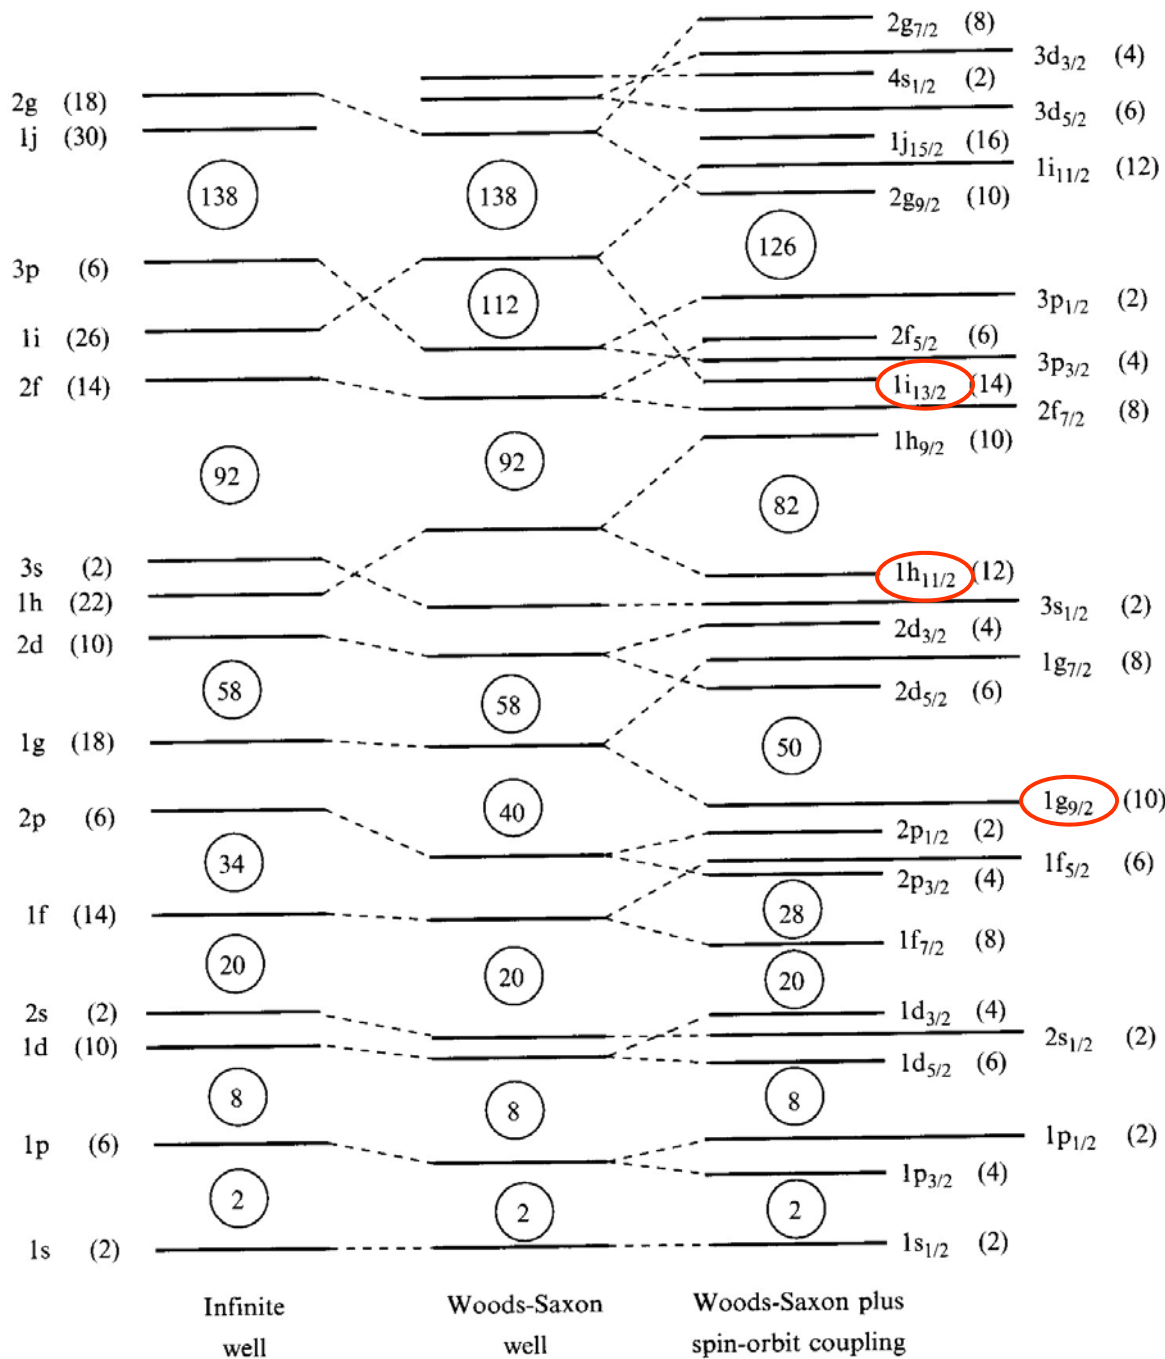 2g7/2 (8)
3d3/2 (4)
4s1/2 (2)
2g (18)
3d5/2 (6)
1j (30)
1j15/2 (16)
1i11/2 (12)
138 138
2g9/2 (10)
126
3p (6)
112
3p1/2 (2)
1i (26)
2f5/2 (6)
3p3/2 (4)
2f (14)
1i13/2 (14)
2f7/2 (8)
1h9/2 (10)
92 92
82
3s (2)
1h11/2 (12)
1h (22)
3s1/2 (2)
2d (10)
2d3/2 (4)
1g7/2 (8)
58 58
2d5/2 (6)
1g (18)
50
1g9/2 (10)
2p (6)
40
2p1/2 (2)
34
1f5/2 (6)
2p3/2 (4)
1f (14)
28
1f7/2 (8)
20 20 20
2s (2)
1d3/2 (4)
2s1/2 (2)
1d (10)
1d5/2 (6)
8 8 8
1p (6)
1p1/2 (2)
1p3/2 (4)
2 2 2
1s (2)
1s1/2 (2)
Infinite
well
Woods-Saxon
well
Woods-Saxon plus
spin-orbit coupling